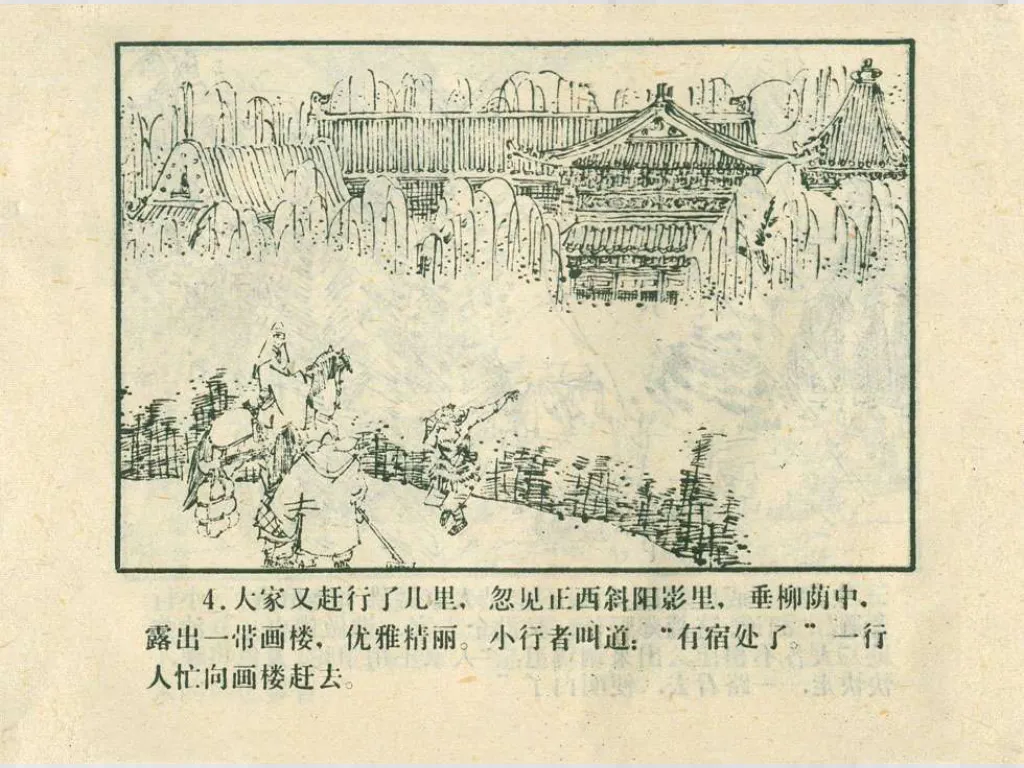 4.大家又赶行了几里，忽见正西斜阳影里，垂柳荫中，
露出一带画楼，优雅精丽。小行者叫道：“有宿处了。”一行
人忙向画楼赶去。